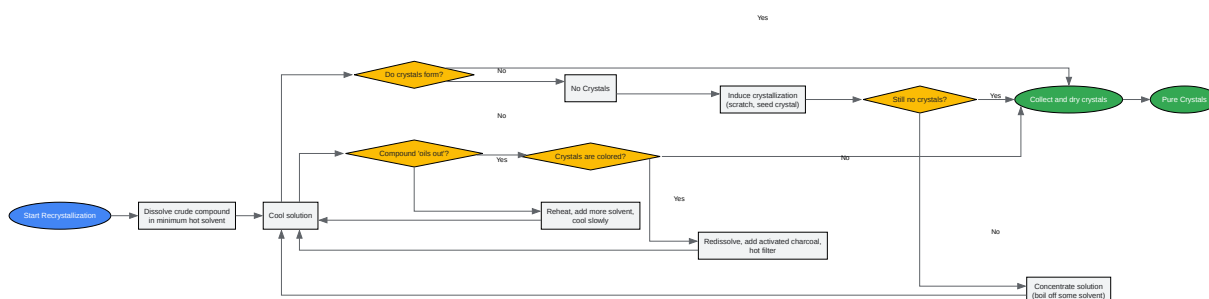 Yes
Do crystals form?
No
No Crystals
Induce crystallization
(scratch, seed crystal)
Still no crystals?
Yes
Collect and dry crystals
Pure Crystals
No
Compound 'oils out'?
Yes
Crystals are colored?
No
Yes
Start Recrystallization
Dissolve crude compound
in minimum hot solvent
Cool solution
Reheat, add more solvent,
cool slowly
Redissolve, add activated charcoal,
hot filter
No
Concentrate solution
(boil off some solvent)